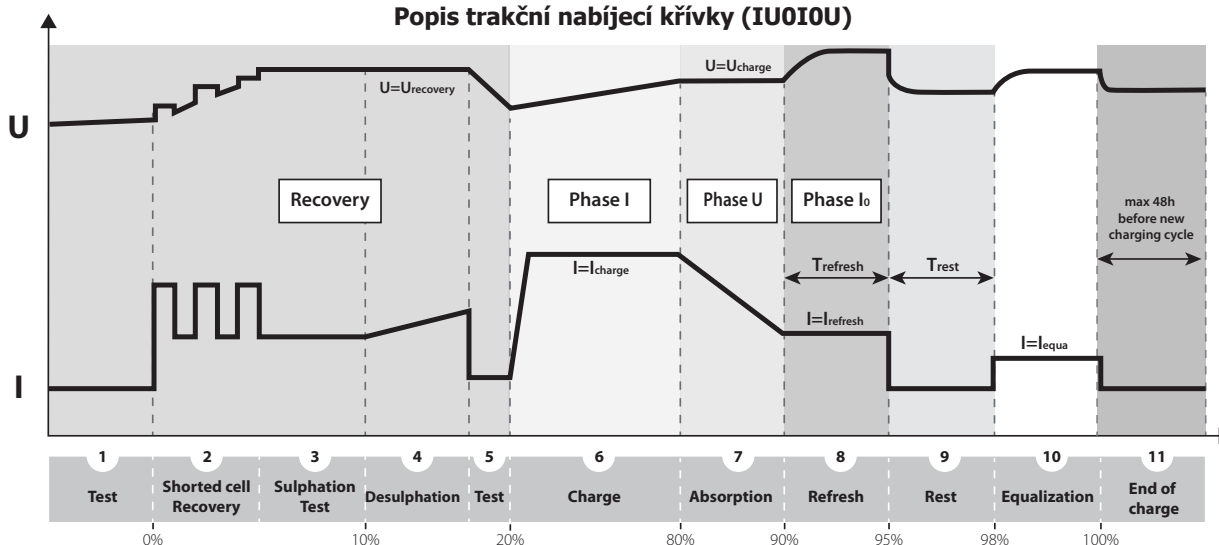 Popis trakční nabíjecí křívky (IU0I0U)
U
I
U=Urecovery
U=Ucharge
Recovery
Phase I
Phase U
Phase I0
max 48h
before new
charging cycle
Trefresh
Trest
I=Icharge
I=Irefresh
I=Iequa
1
2
3
4
5
6
7
8
9
10
11
Test
Shorted cell
Recovery
Sulphation
Test
Desulphation
Test
Charge
Absorption
Refresh
Rest
Equalization
End of
charge
0%
10%
20%
80%
90%
95%
98%
100%